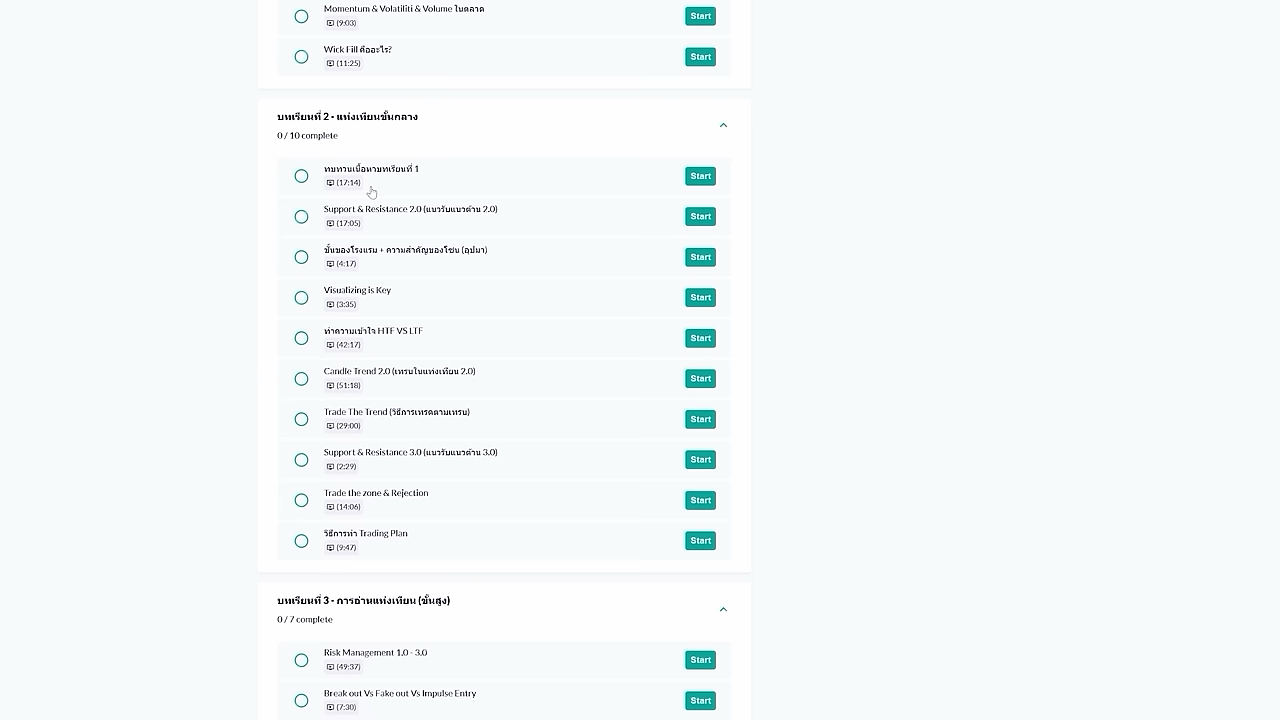 Momentum & Volatiliti & Volume ในตลาด
Start
(9:03)
Wick Fill คืออะไร?
Start
(11:25)
บทเรียนที่ 2 - แท่งเทียนขั้นกลาง
0 / 10 complete
ทบทวนเนื้อหาบทเรียนที่ 1
Start
(17:14)
Support & Resistance 2.0 (แนวรับแนวต้าน 2.0)
Start
(17:05)
ชั้นของโรงแรม + ความสำคัญของโซน (อุปมา)
Start
(4:17)
Visualizing is Key
Start
(3:35)
ทำความเข้าใจ HTF VS LTF
Start
(42:17)
Candle Trend 2.0 (เทรนในแท่งเทียน 2.0)
Start
(51:18)
Trade The Trend (วิธีการเทรดตามเทรน)
Start
(29:00)
Support & Resistance 3.0 (แนวรับแนวต้าน 3.0)
Start
(2:29)
Trade the zone & Rejection
Start
(14:06)
วิธีการทำ Trading Plan
Start
(9:47)
บทเรียนที่ 3 - การอ่านแท่งเทียน (ขั้นสูง)
0 / 7 complete
Risk Management 1.0 - 3.0
Start
(49:37)
Break out Vs Fake out Vs Impulse Entry
Start
(7:30)